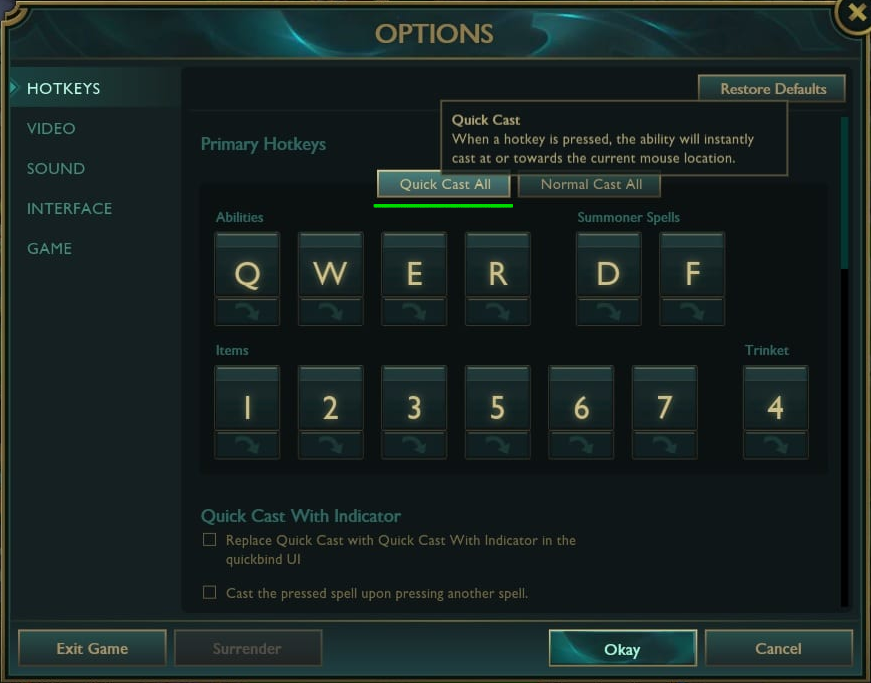 OPTIONS
HOTKEYS
VIDEO
SOUND
INTERFACE
GAME
Restore Defaults
Quick Cast
When a hotkey is pressed, the ability will instantly
cast at or towards the current mouse location.
Primary Hotkeys
Quick Cast All
Normal Cast All
Abilities
Summoner Spells
Q W E R D F
Items
Trinket
1 2 3 5 6 7 4
Quick Cast With Indicator
Replace Quick Cast with Quick Cast With Indicator in the
quickbind UI
Cast the pressed spell upon pressing another spell.
Exit Game
Surrender
Okay
Cancel